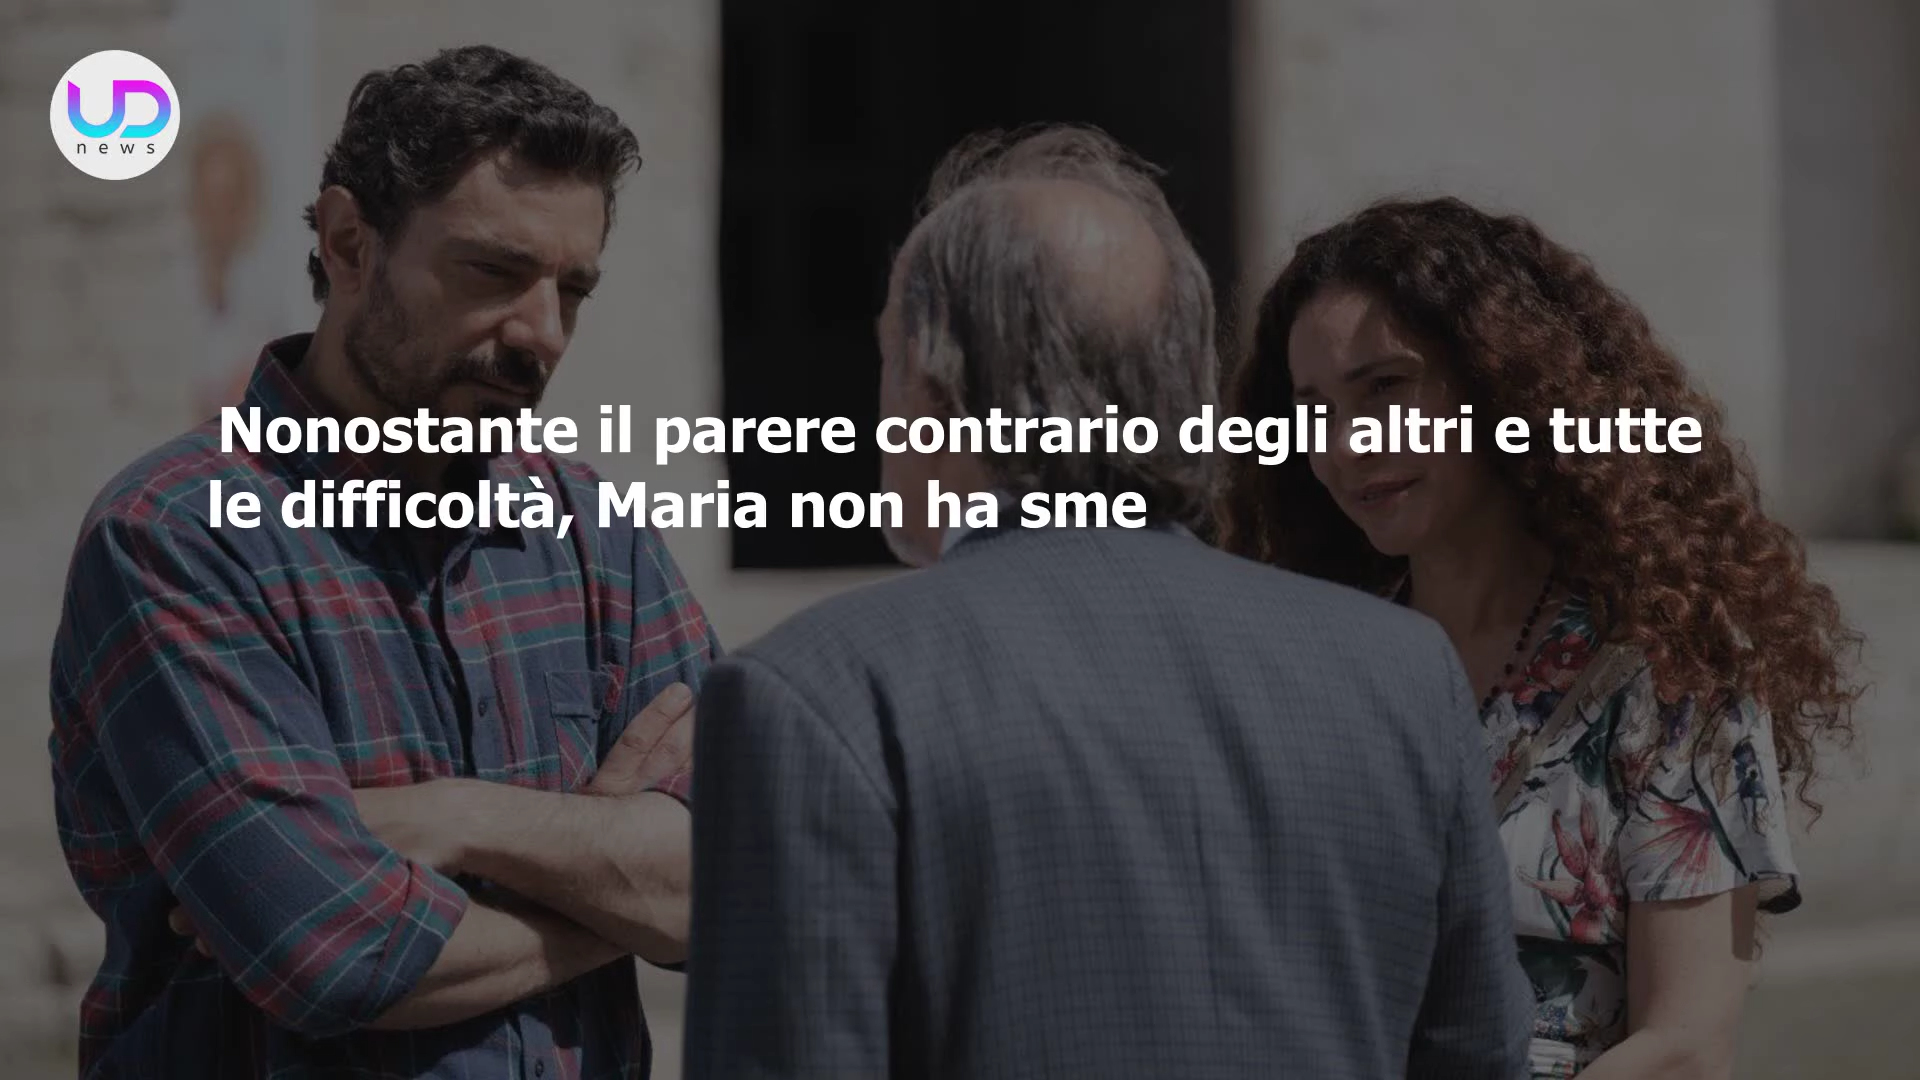 UD
news
Nonostante il parere contrario degli altri e tutte
le difficoltà, Maria non ha sme